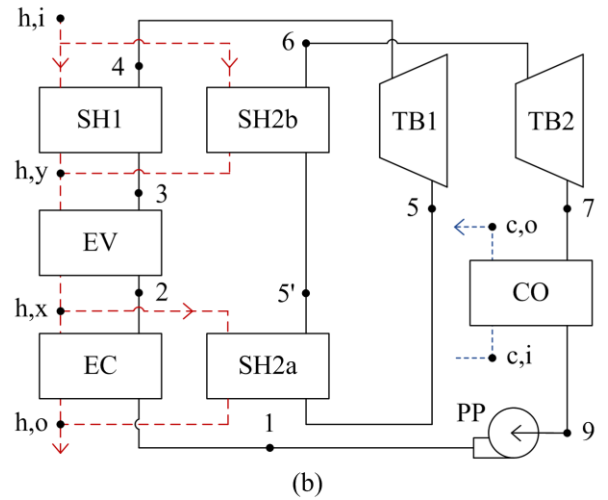 h,i
4
6
SH1
SH2b
TB1
TB2
h,y
3
5
7
c,o
EV
2
5'
CO
h,x
c,i
EC
SH2a
PP
h,o
1
9
(b)